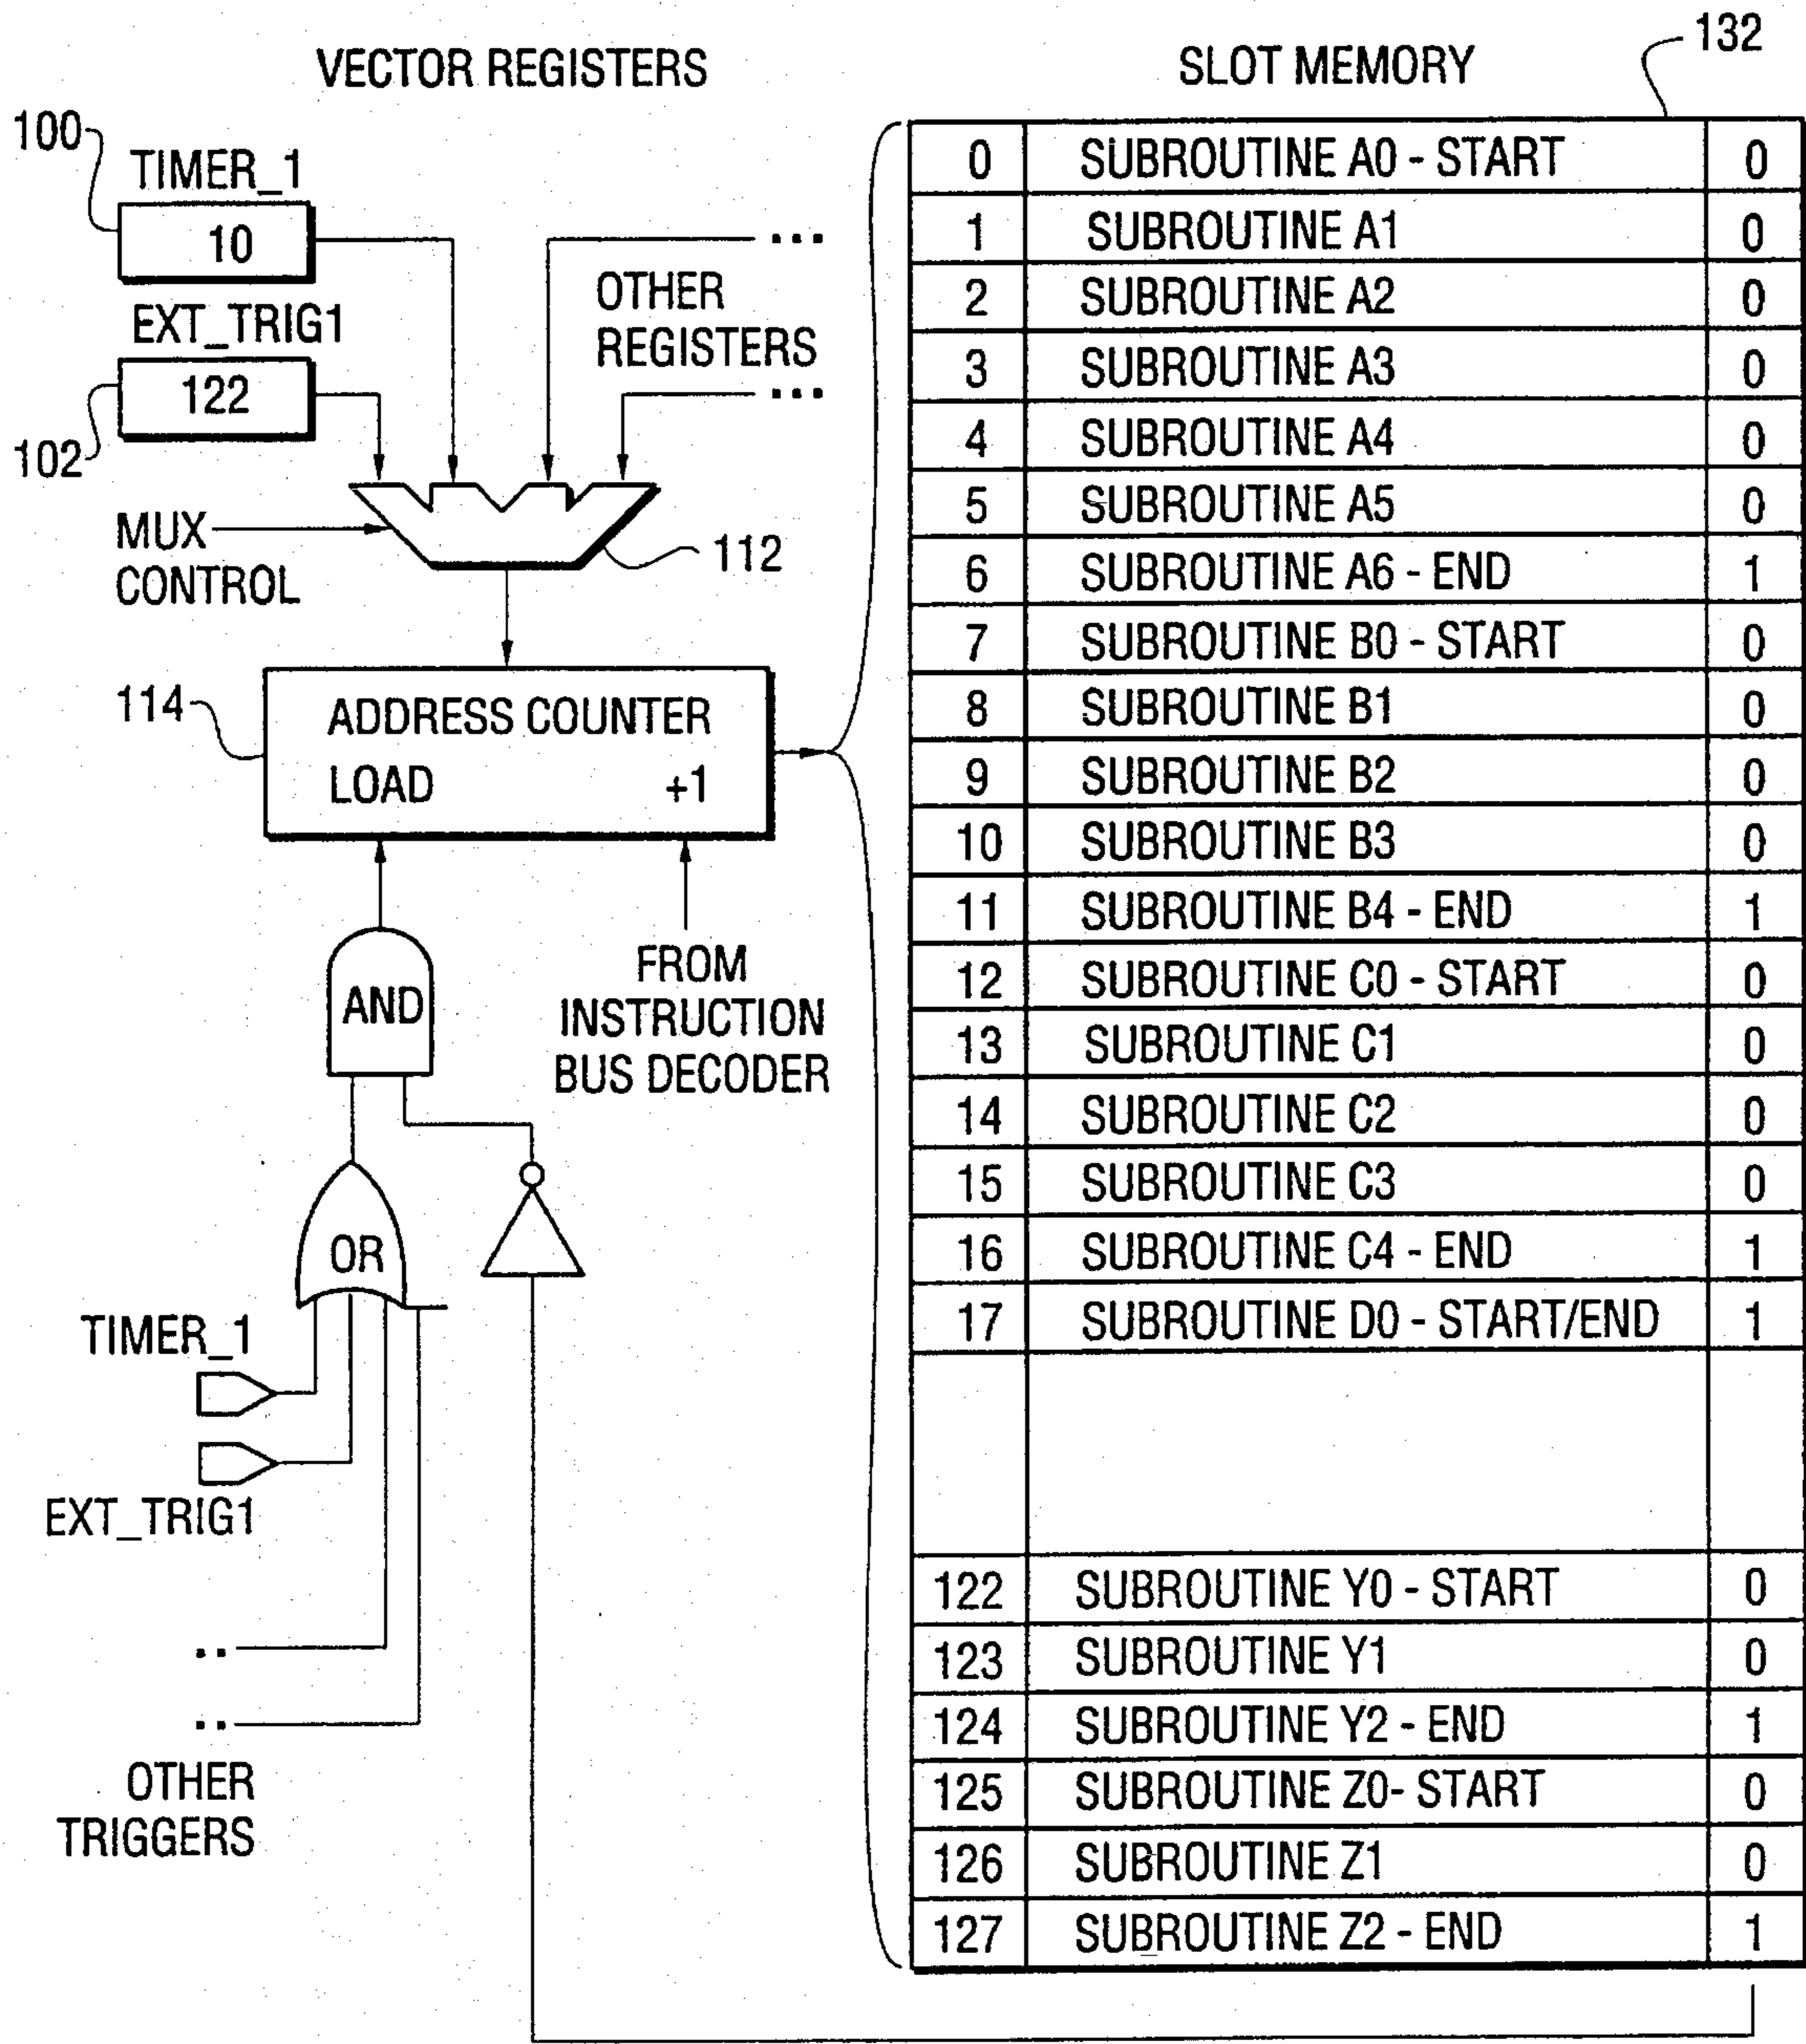 VECTOR REGISTERS
100
TIMER_1
10
EXT_TRIG1
122
102
OTHER
REGISTERS
...
...
MUX
CONTROL
112
114
ADDRESS COUNTER
LOAD +1
AND
FROM
INSTRUCTION
BUS DECODER
OR
TIMER_1
EXT_TRIG1
..
..
OTHER
TRIGGERS
SLOT MEMORY
132
0 SUBROUTINE A0 - START 0
1 SUBROUTINE A1 0
2 SUBROUTINE A2 0
3 SUBROUTINE A3 0
4 SUBROUTINE A4 0
5 SUBROUTINE A5 0
6 SUBROUTINE A6 - END 1
7 SUBROUTINE B0 - START 0
8 SUBROUTINE B1 0
9 SUBROUTINE B2 0
10 SUBROUTINE B3 0
11 SUBROUTINE B4 - END 1
12 SUBROUTINE C0 - START 0
13 SUBROUTINE C1 0
14 SUBROUTINE C2 0
15 SUBROUTINE C3 0
16 SUBROUTINE C4 - END 1
17 SUBROUTINE D0 - START/END 1
122 SUBROUTINE Y0 - START 0
123 SUBROUTINE Y1 0
124 SUBROUTINE Y2 - END 1
125 SUBROUTINE Z0- START 0
126 SUBROUTINE Z1 0
127 SUBROUTINE Z2 - END 1